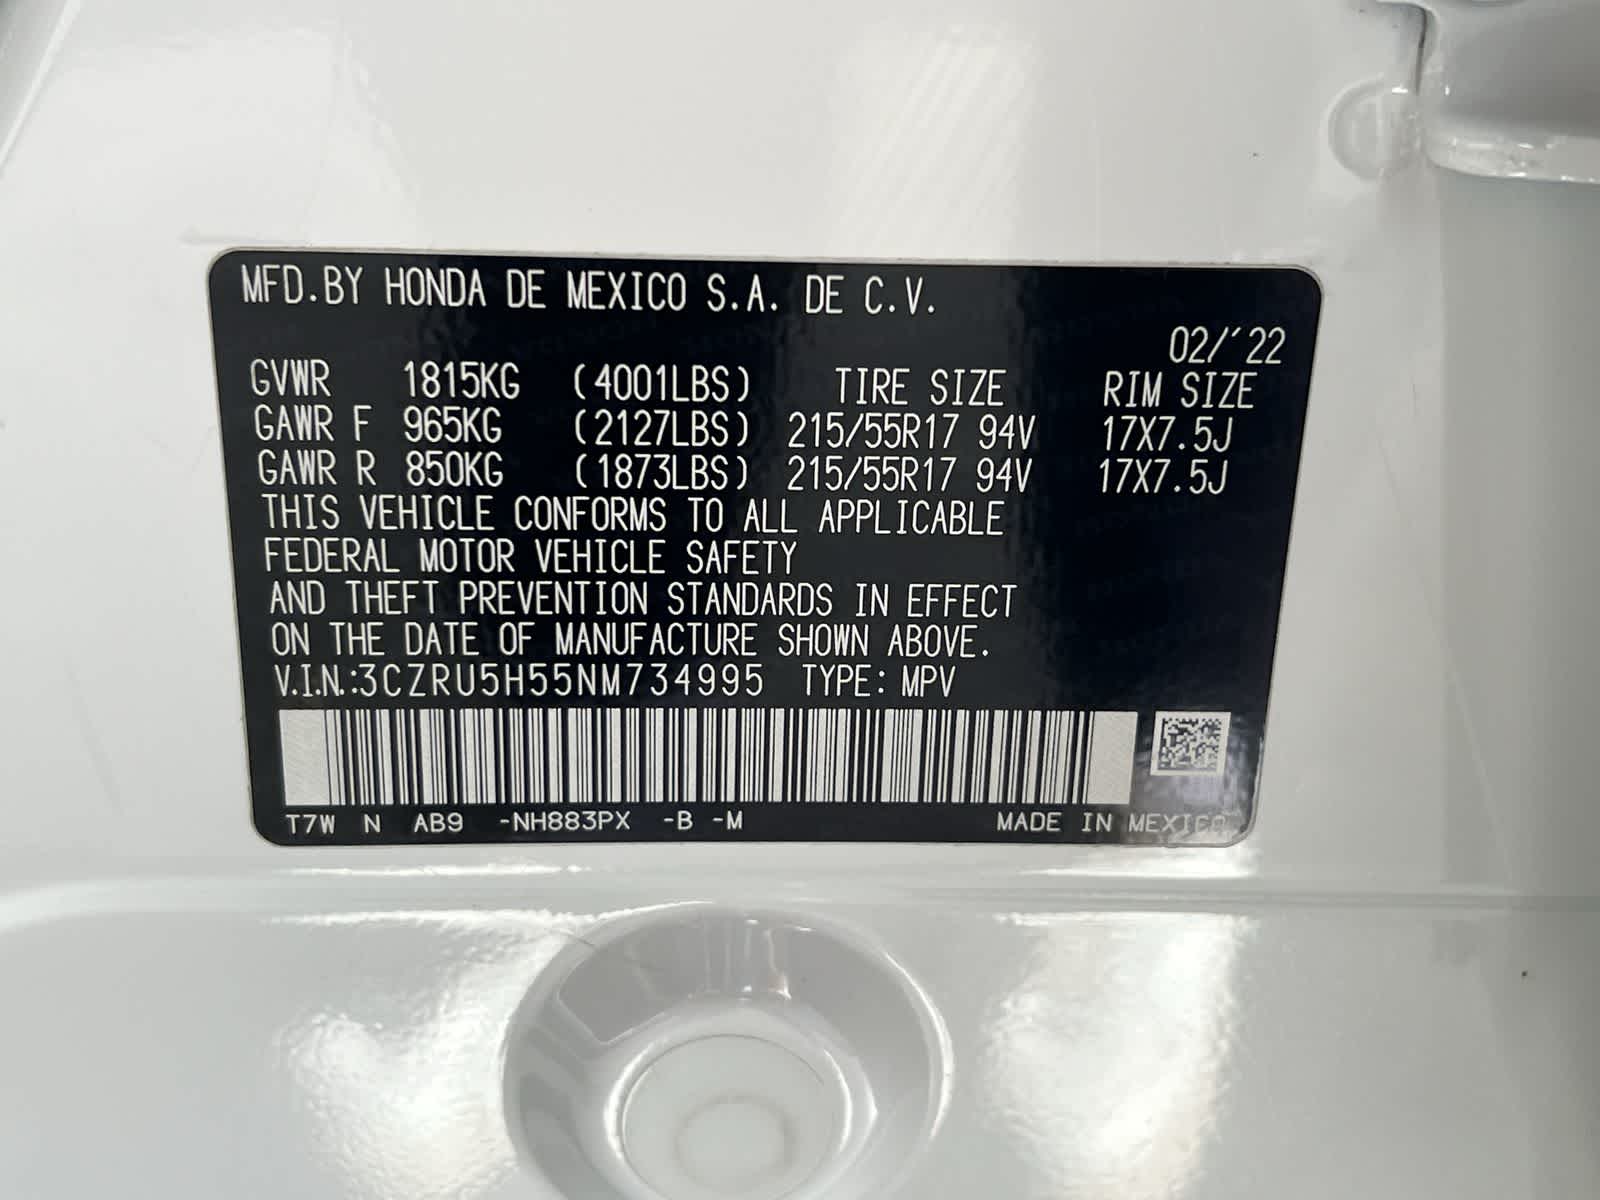 MFD.BY HONDA DE MEXICO S.A. DE C.V.
02/´22
GVWR 1815KG (4001LBS) TIRE SIZE RIM SIZE
GAWR F 965KG (2127LBS) 215/55R17 94V 17X7.5J
GAWR R 850KG (1873LBS) 215/55R17 94V 17X7.5J
THIS VEHICLE CONFORMS TO ALL APPLICABLE
FEDERAL MOTOR VEHICLE SAFETY
AND THEFT PREVENTION STANDARDS IN EFFECT
ON THE DATE OF MANUFACTURE SHOWN ABOVE.
V.I.N.:3CZRU5H55NM734995 TYPE: MPV
T7W N AB9 -NH883PX -B -M MADE IN MEXICO